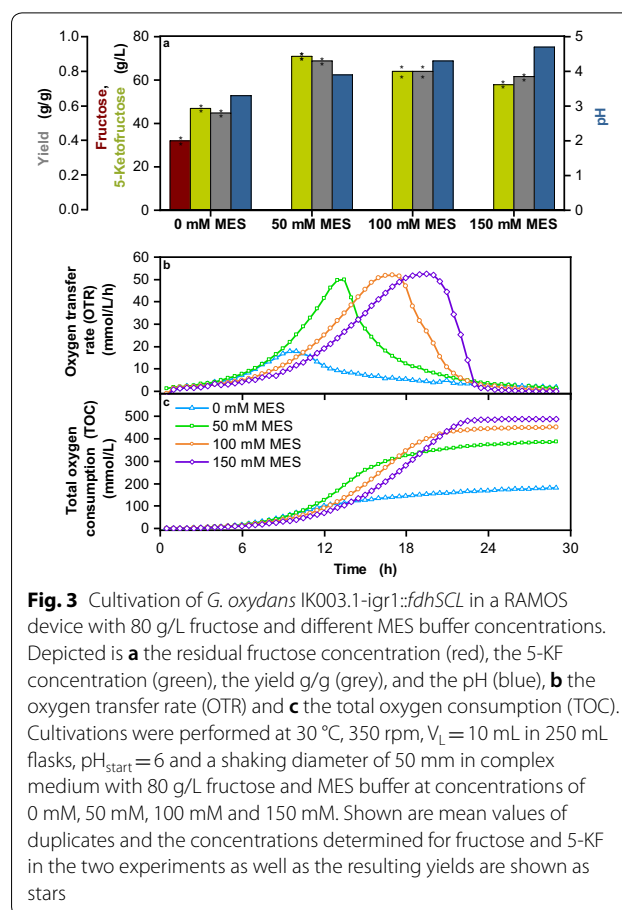 a
1.0
0.8
0.6
0.4
0.2
0.0
Yield (g/g)
80
60
40
20
0
Fructose,
5-Ketofructose
(g/L)
5
4
3
2
1
0
pH
0 mM MES 50 mM MES 100 mM MES 150 mM MES
b
60
50
40
30
20
10
0
Oxygen transfer
rate (OTR)
(mmol/L/h)
c
500
400
300
200
100
0
Total oxygen
consumption (TOC)
(mmol/L)
0 mM MES
50 mM MES
100 mM MES
150 mM MES
0 6 12 18 24 30
Time (h)
Fig. 3 Cultivation of G. oxydans IK003.1-igr1::fdhSCL in a RAMOS
device with 80 g/L fructose and different MES buffer concentrations.
Depicted is a the residual fructose concentration (red), the 5-KF
concentration (green), the yield g/g (grey), and the pH (blue), b the
oxygen transfer rate (OTR) and c the total oxygen consumption (TOC).
Cultivations were performed at 30 °C, 350 rpm, V_L = 10 mL in 250 mL
flasks, pH_start = 6 and a shaking diameter of 50 mm in complex
medium with 80 g/L fructose and MES buffer at concentrations of
0 mM, 50 mM, 100 mM and 150 mM. Shown are mean values of
duplicates and the concentrations determined for fructose and 5-KF
in the two experiments as well as the resulting yields are shown as
stars